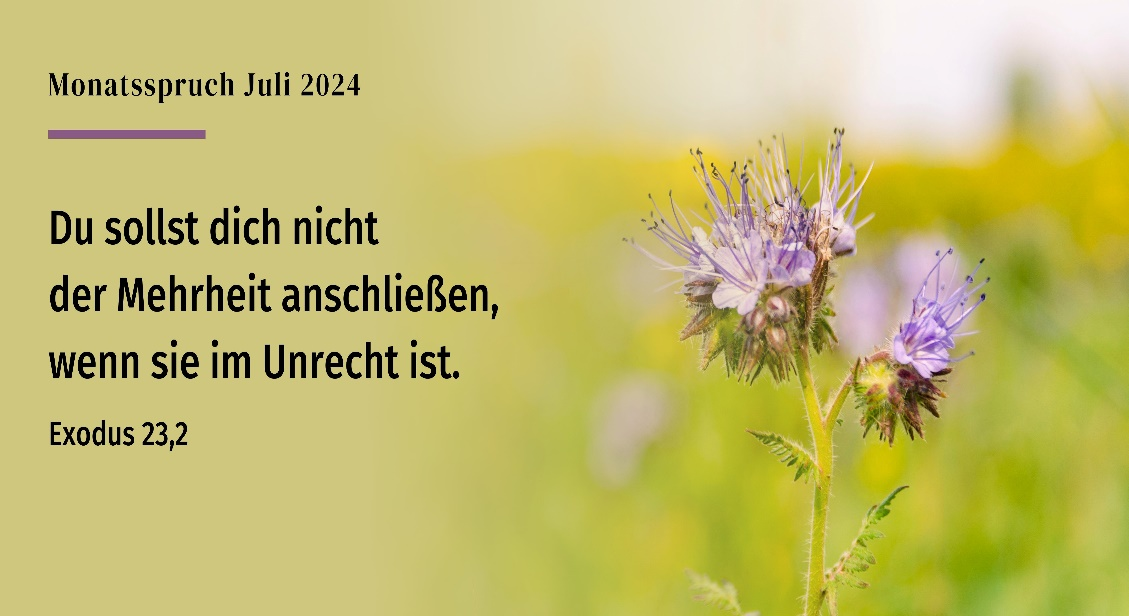 Monatsspruch Juli 2024
Du sollst dich nicht
der Mehrheit anschließen,
wenn sie im Unrecht ist.
Exodus 23,2